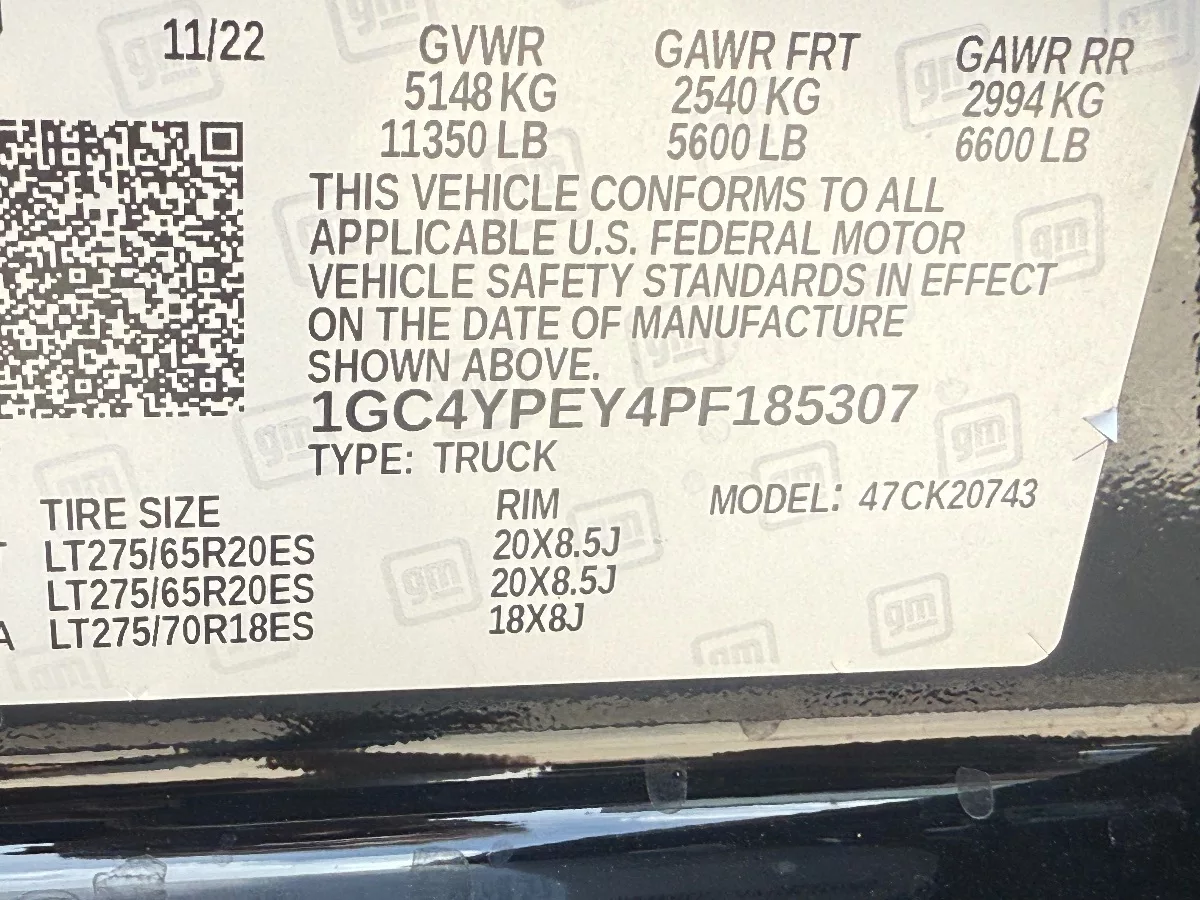 11/22 GVWR GAWR FRT GAWR RR
5148 KG 2540 KG 2994 KG
11350 LB 5600 LB 6600 LB
THIS VEHICLE CONFORMS TO ALL
APPLICABLE U.S. FEDERAL MOTOR
VEHICLE SAFETY STANDARDS IN EFFECT
ON THE DATE OF MANUFACTURE
SHOWN ABOVE.
1GC4YPEY4PF185307
TYPE: TRUCK
TIRE SIZE RIM MODEL: 47CK20743
LT275/65R20ES 20X8.5J
LT275/65R20ES 20X8.5J
A LT275/70R18ES 18X8J